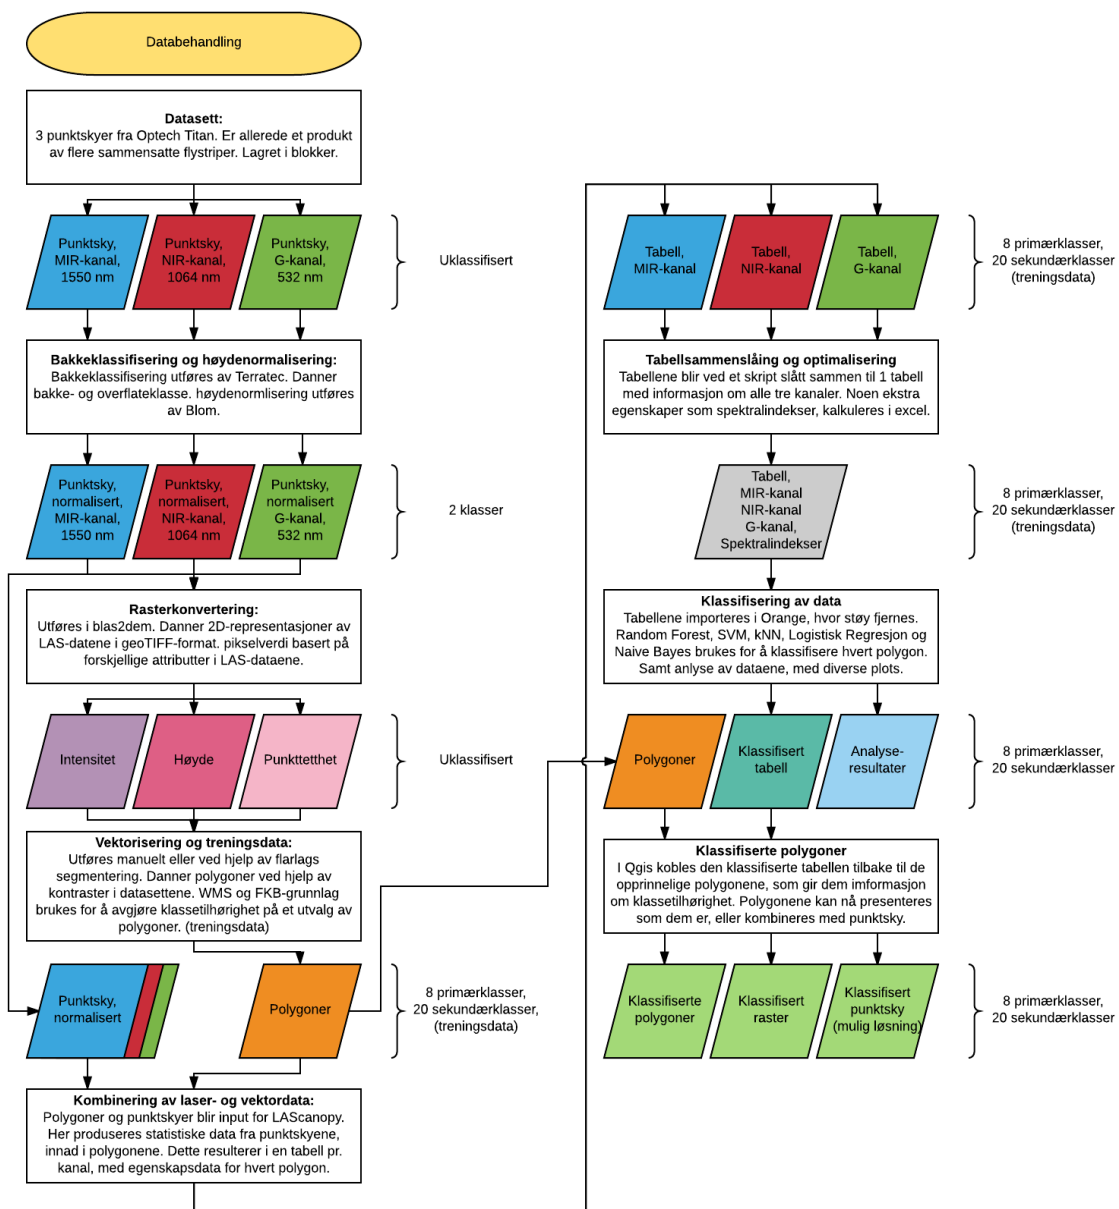 Databehandling
Datasett:
3 punktskyer fra Optech Titan. Er allerede et produkt
av flere sammensatte flystriper. Lagret i blokker.
Punktsky,
MIR-kanal,
1550 nm
Punktsky,
NIR-kanal,
1064 nm
Punktsky,
G-kanal,
532 nm
Uklassifisert
Bakkeklassifisering og høydenormalisering:
Bakkeklassifisering utføres av Terratec. Danner
bakke- og overflateklasse. høydenormlisering utføres
av Blom.
Punktsky,
normalisert,
MIR-kanal,
1550 nm
Punktsky,
normalisert,
NIR-kanal,
1064 nm
Punktsky,
normalisert
G-kanal,
532 nm
2 klasser
Rasterkonvertering:
Utføres i blas2dem. Danner 2D-representasjoner av
LAS-datene i geoTIFF-format. pikselverdi basert på
forskjellige attributter i LAS-dataene.
Intensitet
Høyde
Punkttetthet
Uklassifisert
Vektorisering og treningsdata:
Utføres manuelt eller ved hjelp av flarlags
segmentering. Danner polygoner ved hjelp av
kontraster i datasettene. WMS og FKB-grunnlag
brukes for å avgjøre klassetilhørighet på et utvalg av
polygoner. (treningsdata)
Punktsky,
normalisert
Polygoner
8 primærklasser,
20 sekundærklasser,
(treningsdata)
Kombinering av laser- og vektordata:
Polygoner og punktskyer blir input for LAScanopy.
Her produseres statistiske data fra punktskyene,
innad i polygonene. Dette resulterer i en tabell pr.
kanal, med egenskapsdata for hvert polygon.
Tabell,
MIR-kanal
Tabell,
NIR-kanal
Tabell,
G-kanal
8 primærklasser,
20 sekundærklasser
(treningsdata)
Tabellsammenslåing og optimalisering
Tabellene blir ved et skript slått sammen til 1 tabell
med informasjon om alle tre kanaler. Noen ekstra
egenskaper som spektralindekser, kalkuleres i excel.
Tabell,
MIR-kanal
NIR-kanal
G-kanal,
Spektralindekser
8 primærklasser,
20 sekundærklasser
(treningsdata)
Klassifisering av data
Tabellene importeres i Orange, hvor støy fjernes.
Random Forest, SVM, kNN, Logistisk Regresjon og
Naive Bayes brukes for å klassifisere hvert polygon.
Samt anlyse av dataene, med diverse plots.
Polygoner
Klassifisert
tabell
Analyse-
resultater
8 primærklasser,
20 sekundærklasser
Klassifiserte polygoner
I Qgis kobles den klassifiserte tabellen tilbake til de
opprinnelige polygonene, som gir dem imformasjon
om klassetilhørighet. Polygonene kan nå presenteres
som dem er, eller kombineres med punktsky.
Klassifiserte
polygoner
Klassifisert
raster
Klassifisert
punktsky
(mulig løsning)
8 primærklasser,
20 sekundærklasser